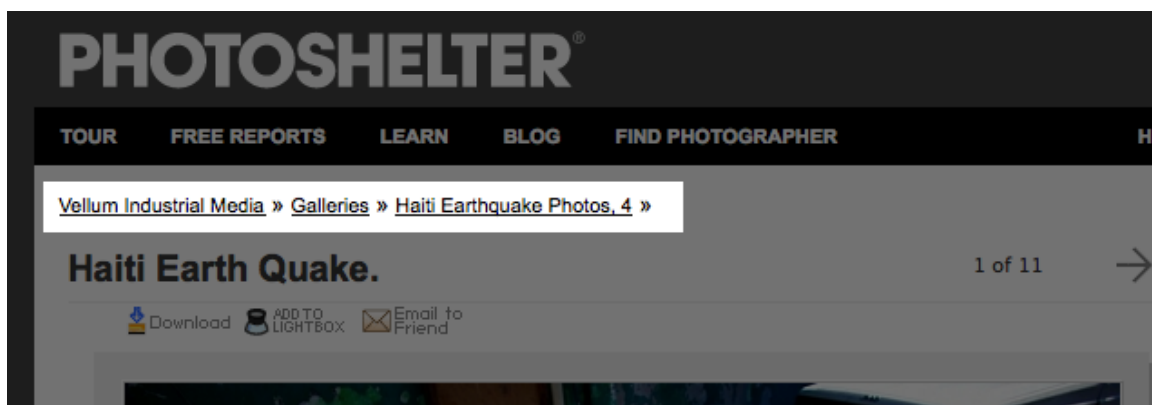 PHOTOSHELTER®
TOUR FREE REPORTS LEARN BLOG FIND PHOTOGRAPHER H
Vellum Industrial Media » Galleries » Haiti Earthquake Photos, 4 »
Haiti Earth Quake. 1 of 11
Download ADD TO LIGHTBOX Email to Friend